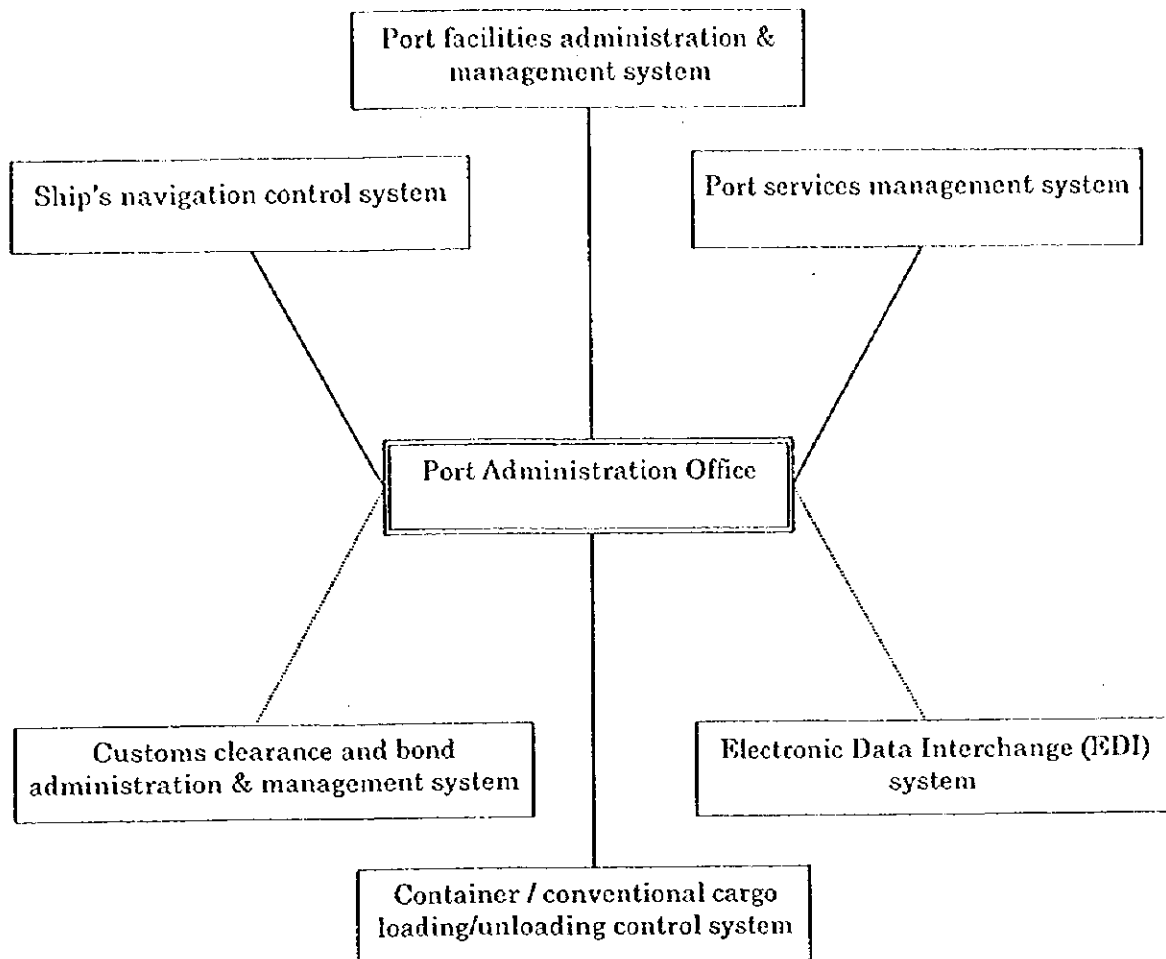 Port facilities administration &
management system
Ship's navigation control system
Port services management system
Port Administration Office
Customs clearance and bond
administration & management system
Electronic Data Interchange (EDI)
system
Container / conventional cargo
loading/unloading control system